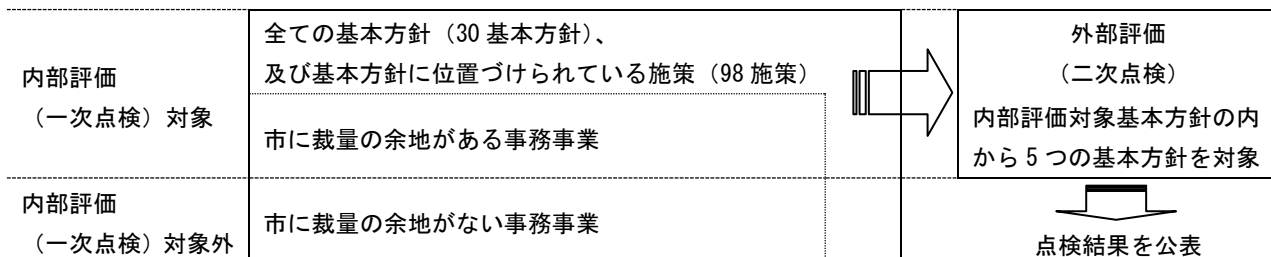 内部評価
（一次点検）対象
全ての基本方針（30 基本方針）、
及び基本方針に位置づけられている施策（98 施策）
市に裁量の余地がある事務事業
内部評価
（一次点検）対象外
市に裁量の余地がない事務事業
外部評価
（二次点検）
内部評価対象基本方針の内
から 5 つの基本方針を対象
点検結果を公表